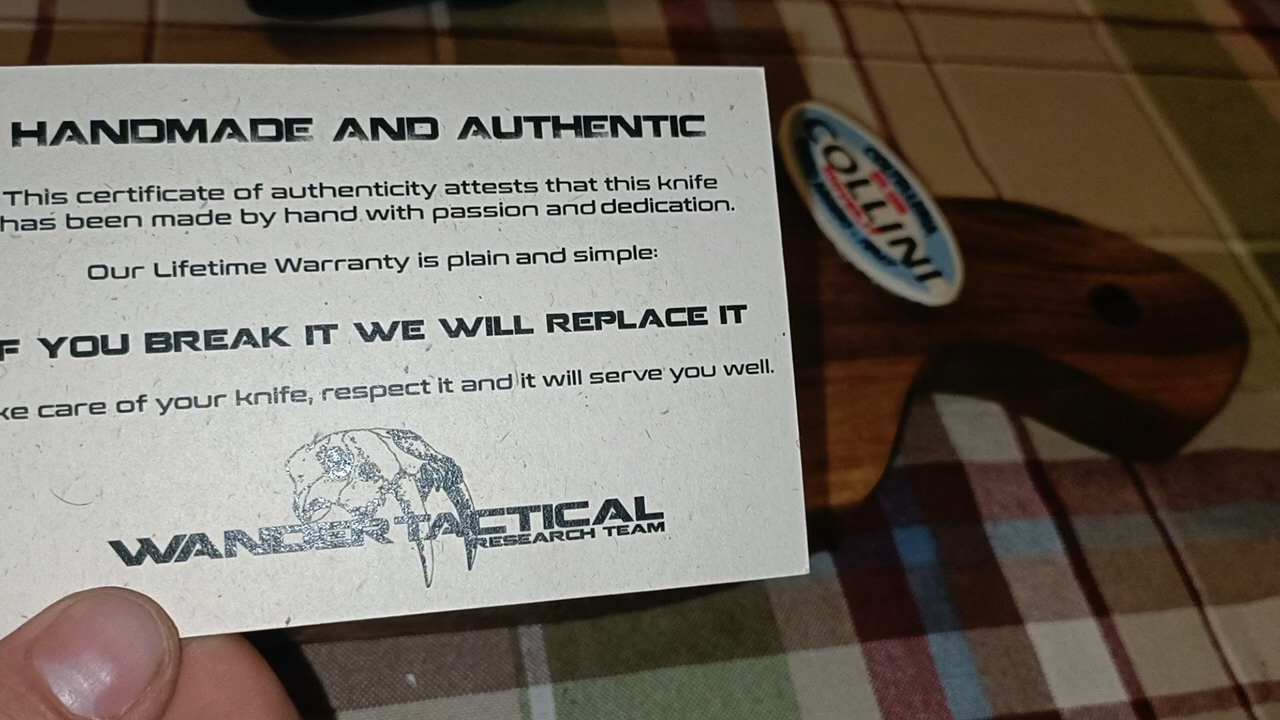 HANDMADE AND AUTHENTIC
This certificate of authenticity attests that this knife
has been made by hand with passion and dedication.
Our Lifetime Warranty is plain and simple:
F YOU BREAK IT WE WILL REPLACE IT
ke care of your knife, respect it and it will serve you well.
WANDER TACTICAL
RESEARCH TEAM
COLLINI